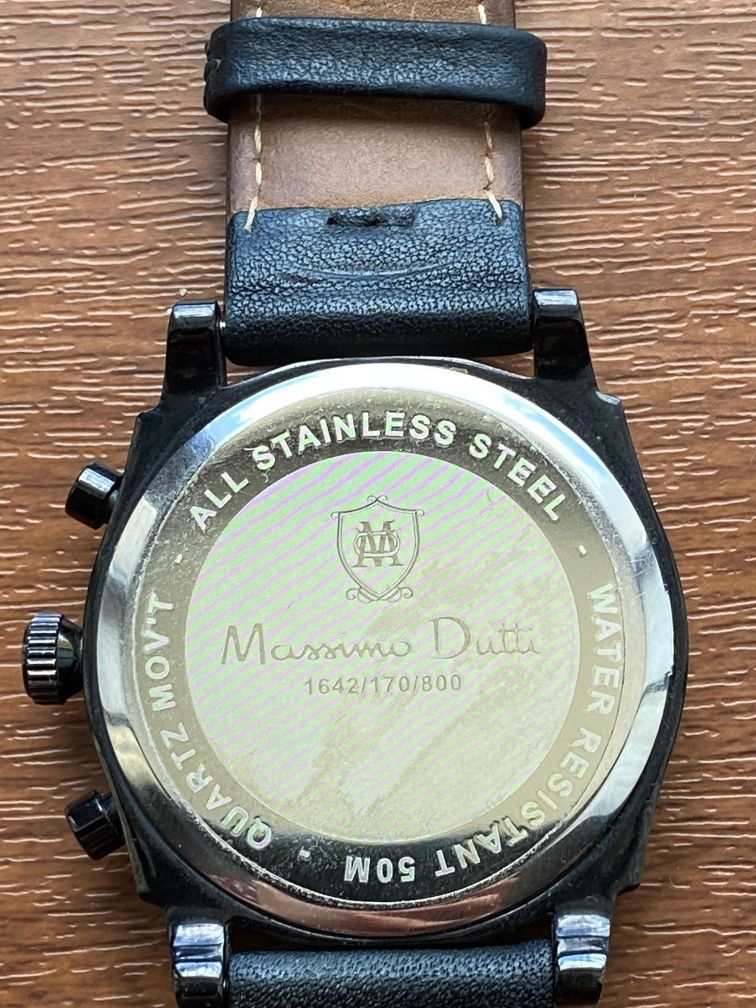 ALL STAINLESS STEEL - WATER RESISTANT 50M - QUARTZ MOV'T -
MD
Massimo Dutti
1642/170/800